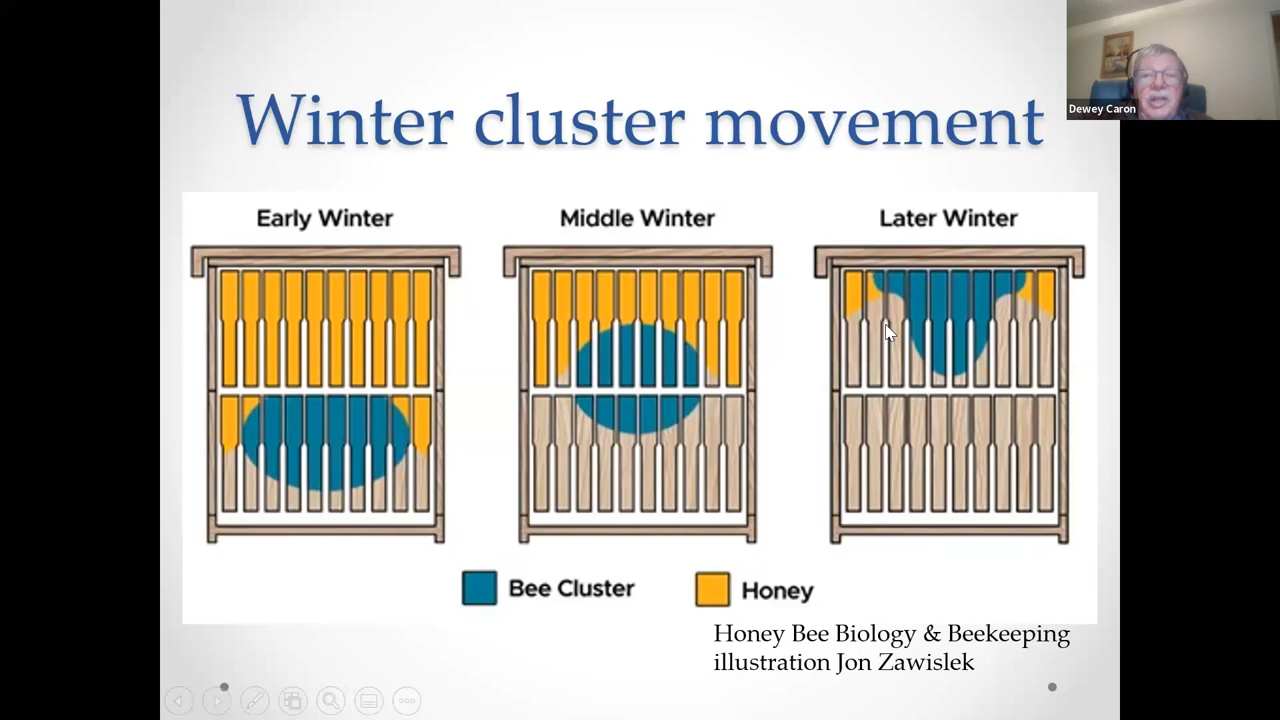 Winter cluster movement
Dewey Caron
Early Winter
Middle Winter
Later Winter
Bee Cluster
Honey
Honey Bee Biology & Beekeeping
illustration Jon Zawislek